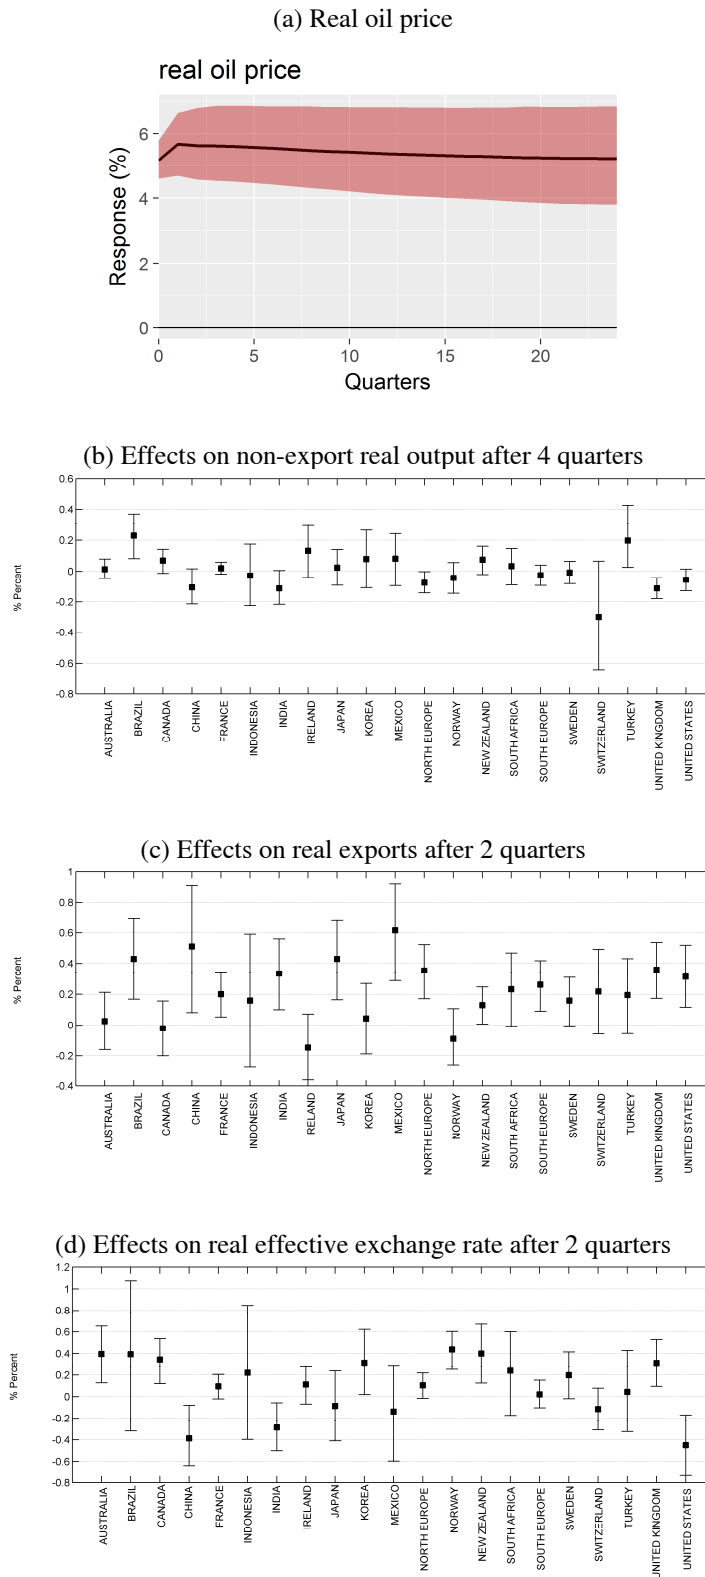 (a) Real oil price
real oil price
Response (%)
6
4
2
0
0 5 10 15 20
Quarters
(b) Effects on non-export real output after 4 quarters
% Percent
0.6
0.4
0.2
0
-0.2
-0.4
-0.6
-0.8
AUSTRALIA
BRAZIL
CANADA
CHINA
FRANCE
INDONESIA
INDIA
IRELAND
JAPAN
KOREA
MEXICO
NORTH EUROPE
NORWAY
NEW ZEALAND
SOUTH AFRICA
SOUTH EUROPE
SWEDEN
SWITZERLAND
TURKEY
UNITED KINGDOM
UNITED STATES
(c) Effects on real exports after 2 quarters
% Percent
1
0.8
0.6
0.4
0.2
0
-0.2
-0.4
AUSTRALIA
BRAZIL
CANADA
CHINA
FRANCE
INDONESIA
INDIA
RELAND
JAPAN
KOREA
MEXICO
NORTH EUROPE
NORWAY
NEW ZEALAND
SOUTH AFRICA
SOUTH EUROPE
SWEDEN
SWITZERLAND
TURKEY
UNITED KINGDOM
UNITED STATES
(d) Effects on real effective exchange rate after 2 quarters
% Percent
1.2
1
0.8
0.6
0.4
0.2
0
-0.2
-0.4
-0.6
-0.8
AUSTRALIA
BRAZIL
CANADA
CHINA
FRANCE
INDONESIA
INDIA
IRELAND
JAPAN
KOREA
MEXICO
NORTH EUROPE
NORWAY
NEW ZEALAND
SOUTH AFRICA
SOUTH EUROPE
SWEDEN
SWITZERLAND
TURKEY
UNITED KINGDOM
UNITED STATES